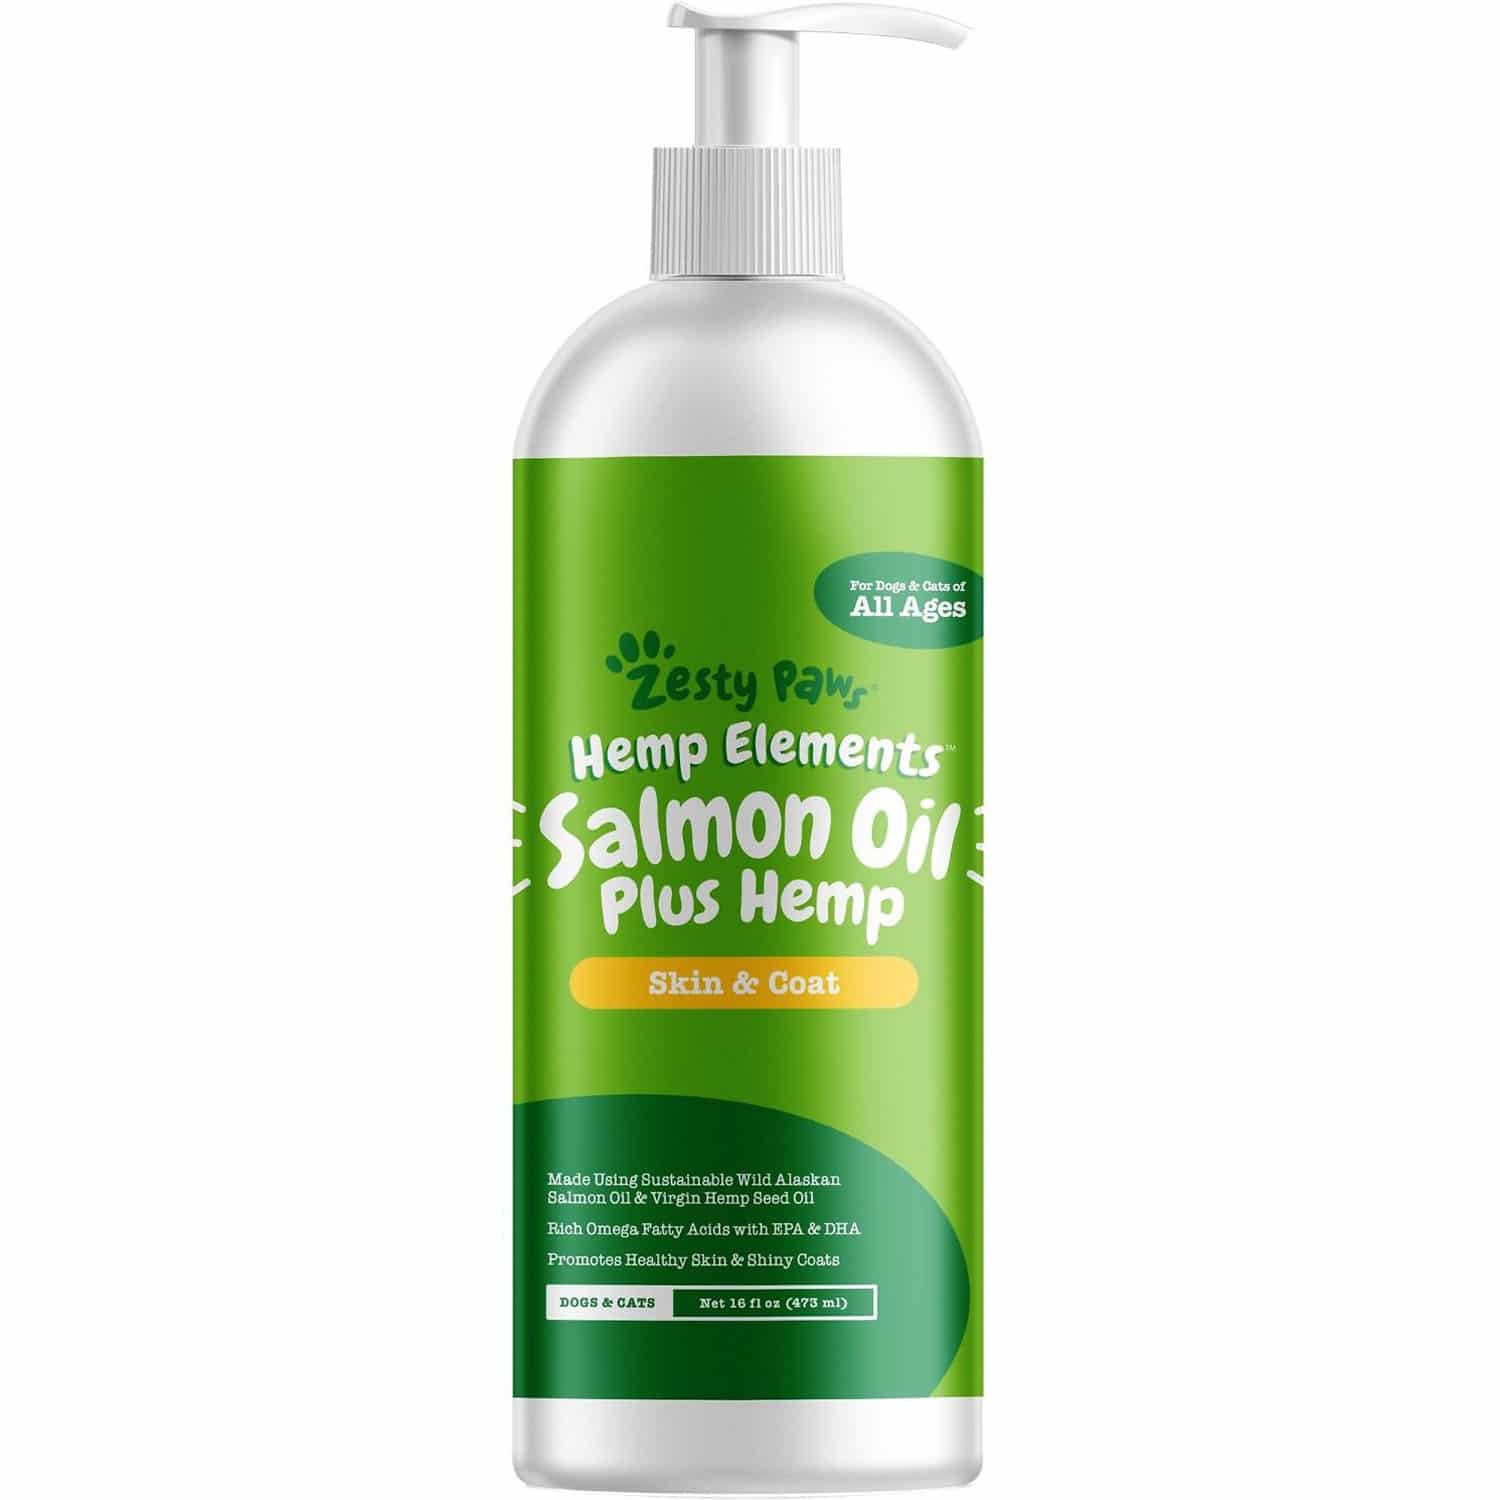 For Dogs & Cats of
All Ages
Zesty Paws®
Hemp Elements™
Salmon Oil
Plus Hemp
Skin & Coat
Made Using Sustainable Wild Alaskan
Salmon Oil & Virgin Hemp Seed Oil
Rich Omega Fatty Acids with EPA & DHA
Promotes Healthy Skin & Shiny Coats
DOGS & CATS Net 16 fl oz (473 ml)